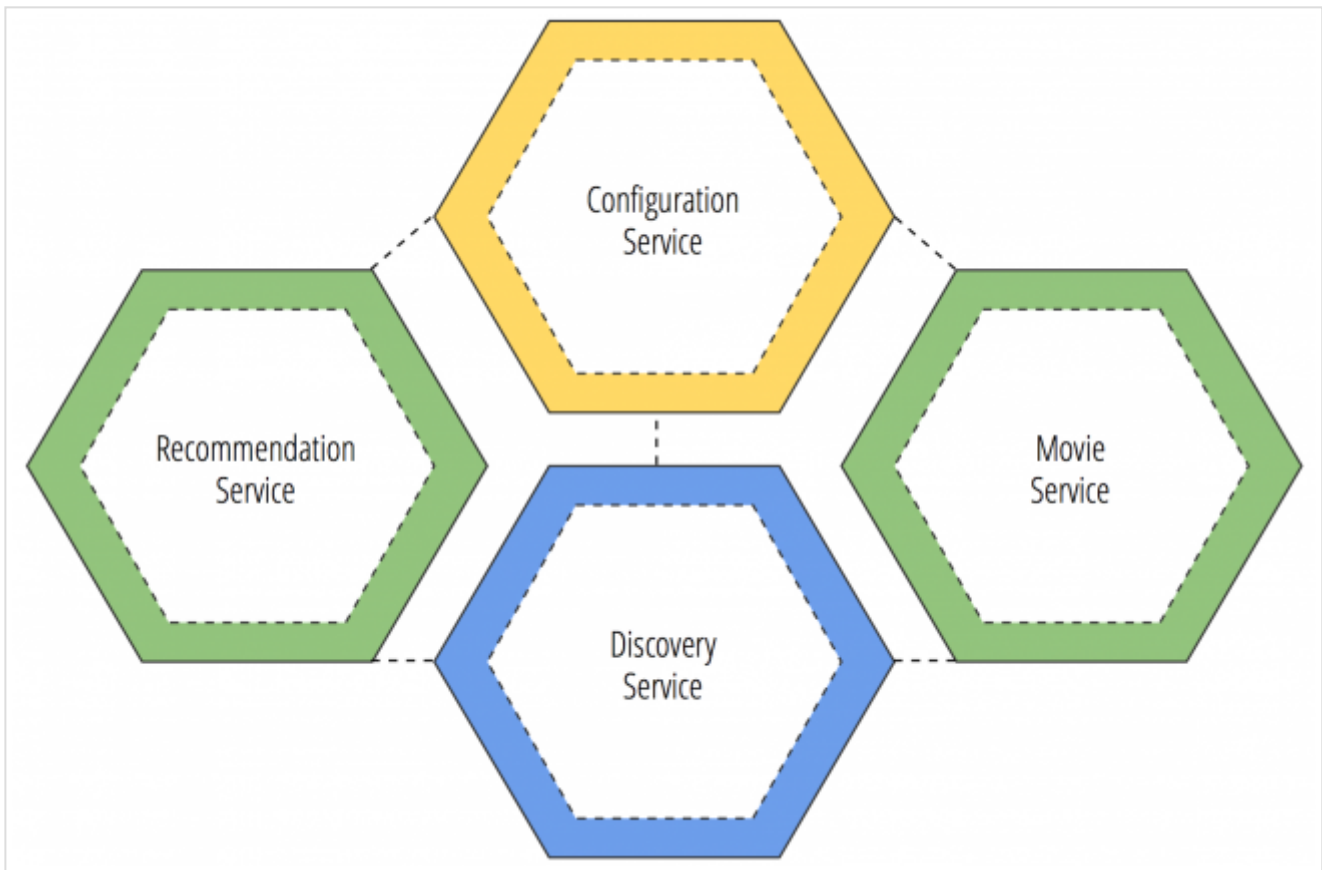 Configuration
Service
Recommendation
Service
Movie
Service
Discovery
Service